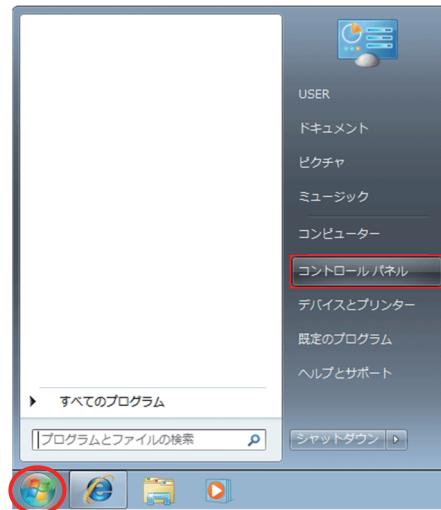 USER
ドキュメント
ピクチャ
ミュージック
コンピューター
コントロール パネル
デバイスとプリンター
既定のプログラム
ヘルプとサポート
すべてのプログラム
プログラムとファイルの検索
シャットダウン